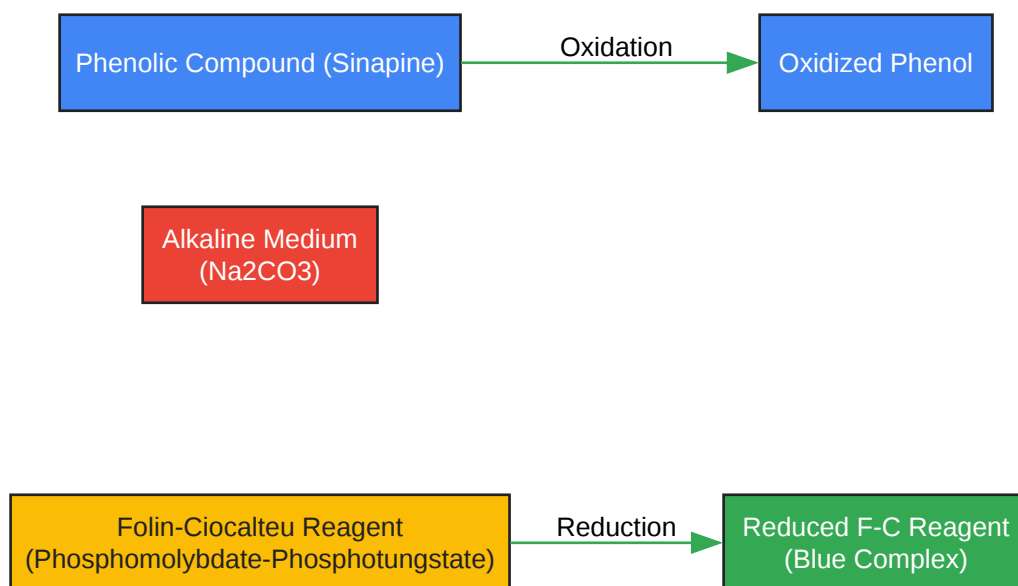 Phenolic Compound (Sinapine)
Oxidation
Oxidized Phenol
Alkaline Medium
(Na2CO3)
Folin-Ciocalteu Reagent
(Phosphomolybdate-Phosphotungstate)
Reduction
Reduced F-C Reagent
(Blue Complex)